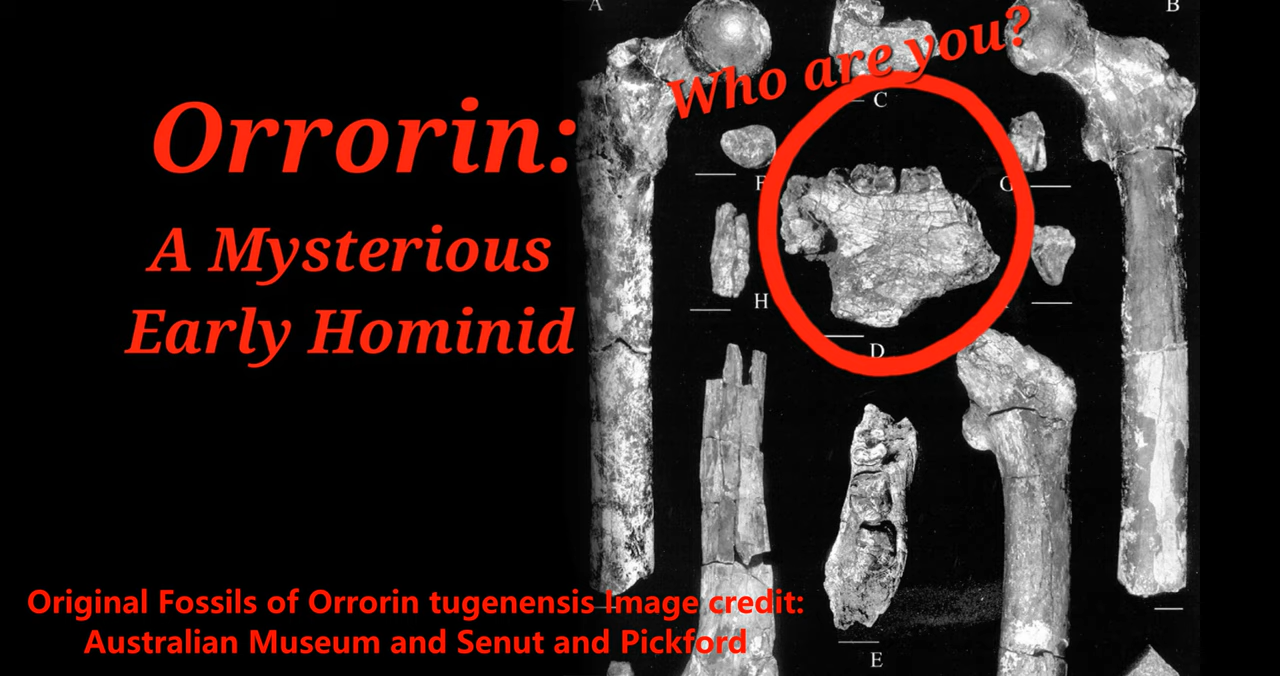 A
B
Who are you?
C
Orrorin:
F
G
A Mysterious
Early Hominid
H
D
Original Fossils of Orrorin tugenensis Image credit:
Australian Museum and Senut and Pickford
E